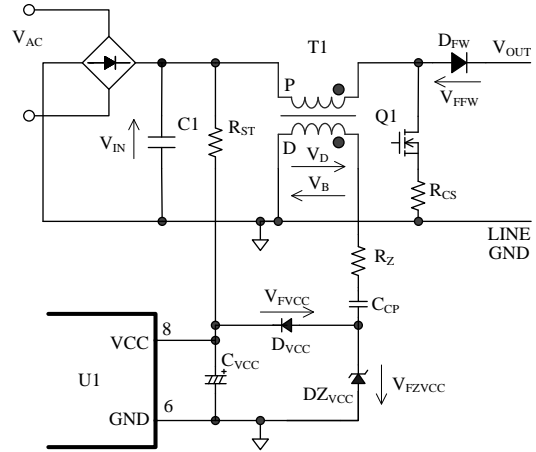 V_AC
T1
D_FW
V_OUT
P
V_FFW
C1
R_ST
Q1
V_IN
D
V_D
V_B
R_CS
LINE
GND
R_Z
V_FVCC
C_CP
8
VCC
D_VCC
C_VCC
+
U1
DZ_VCC
V_FZVCC
GND
6